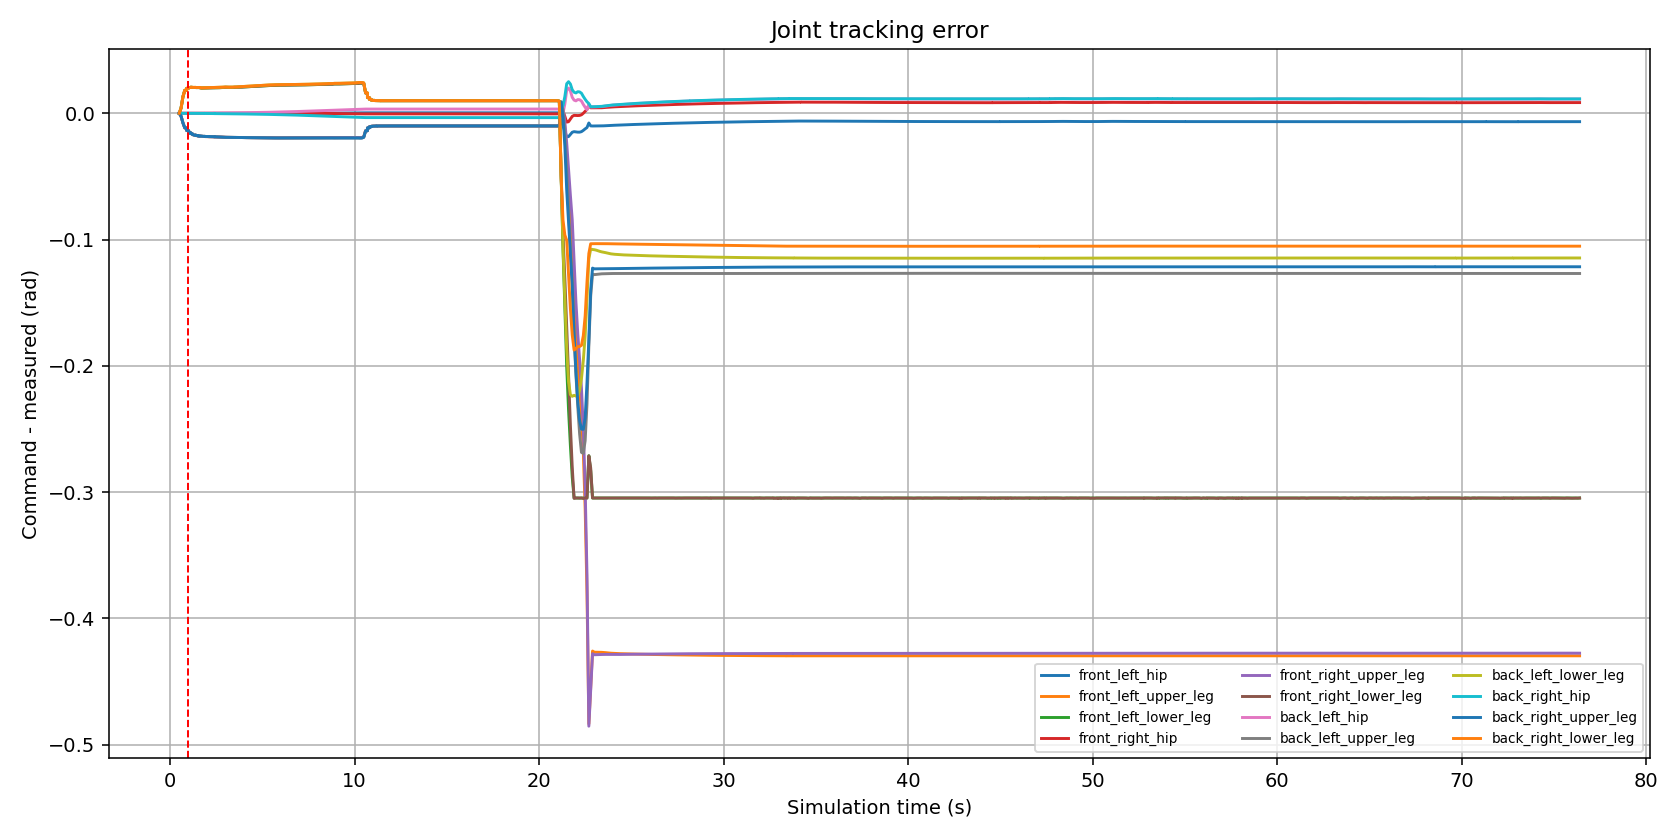 Joint tracking error
Command - measured (rad)
0.0
−0.1
−0.2
−0.3
−0.4
−0.5
0 10 20 30 40 50 60 70 80
Simulation time (s)
front_left_hip
front_left_upper_leg
front_left_lower_leg
front_right_hip
front_right_upper_leg
front_right_lower_leg
back_left_hip
back_left_upper_leg
back_left_lower_leg
back_right_hip
back_right_upper_leg
back_right_lower_leg